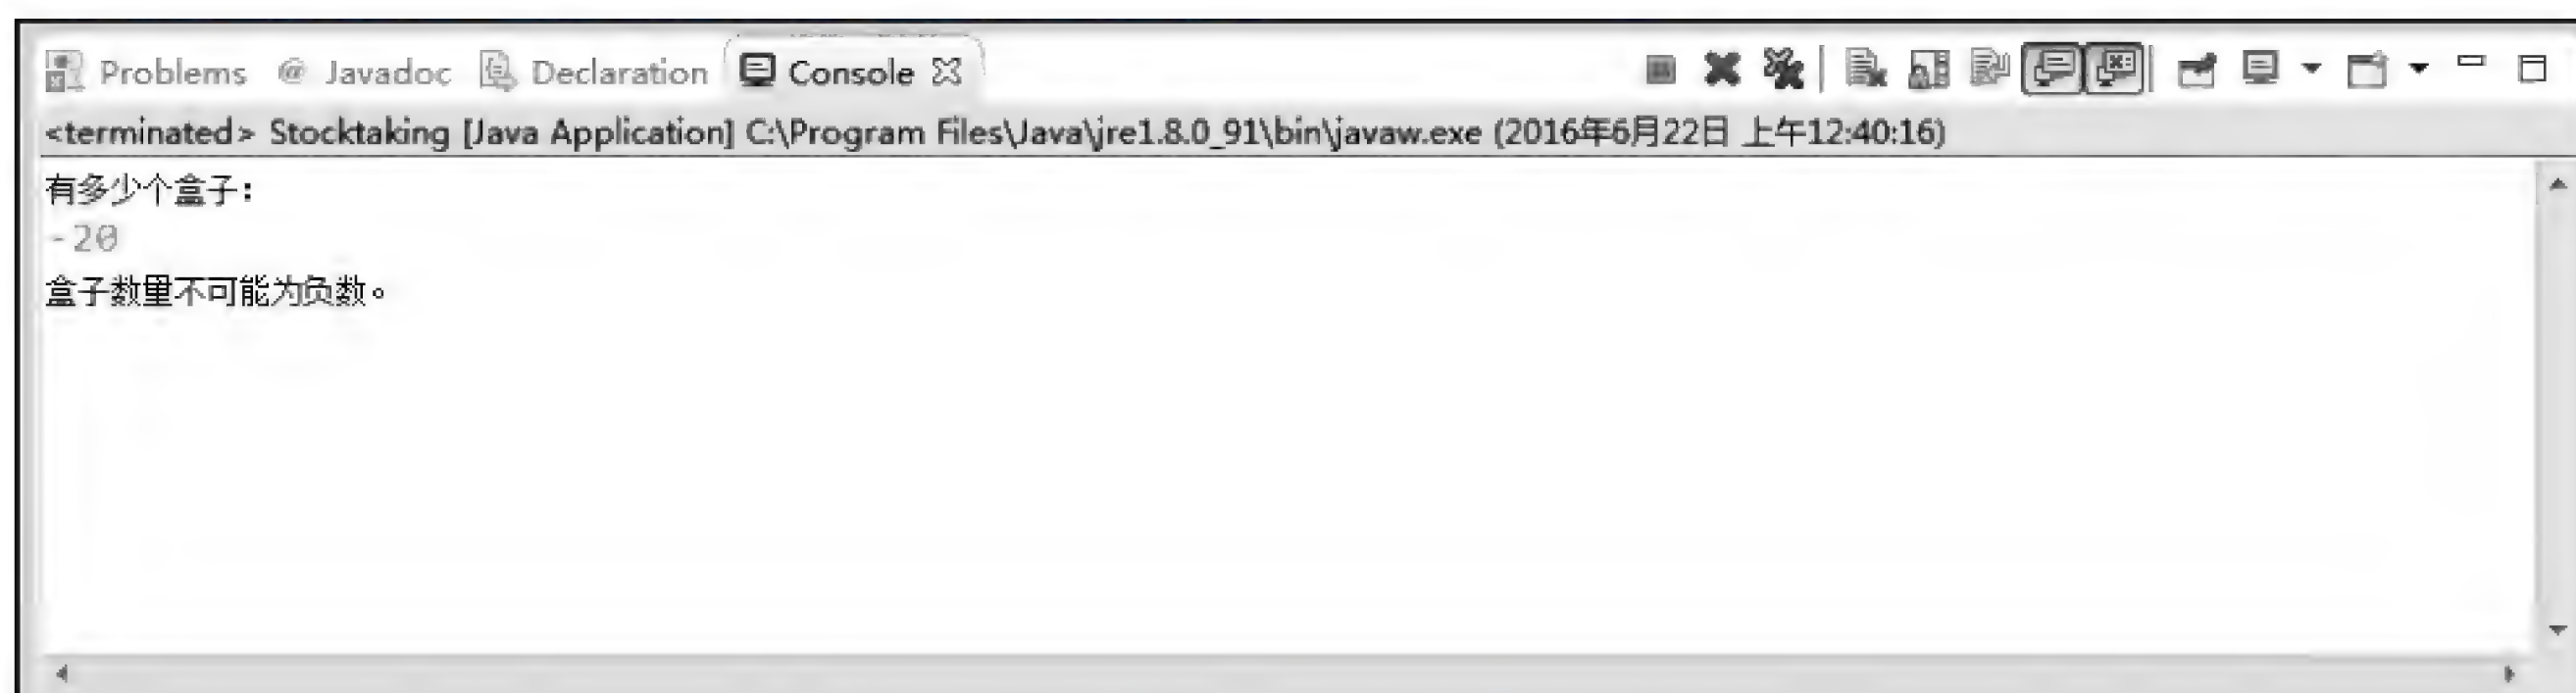 Problems @ Javadoc Declaration Console
<terminated> Stocktaking [Java Application] C:\Program Files\Java\jre1.8.0_91\bin\javaw.exe (2016年6月22日 上午12:40:16)
有多少个盒子：
-20
盒子数量不可能为负数。